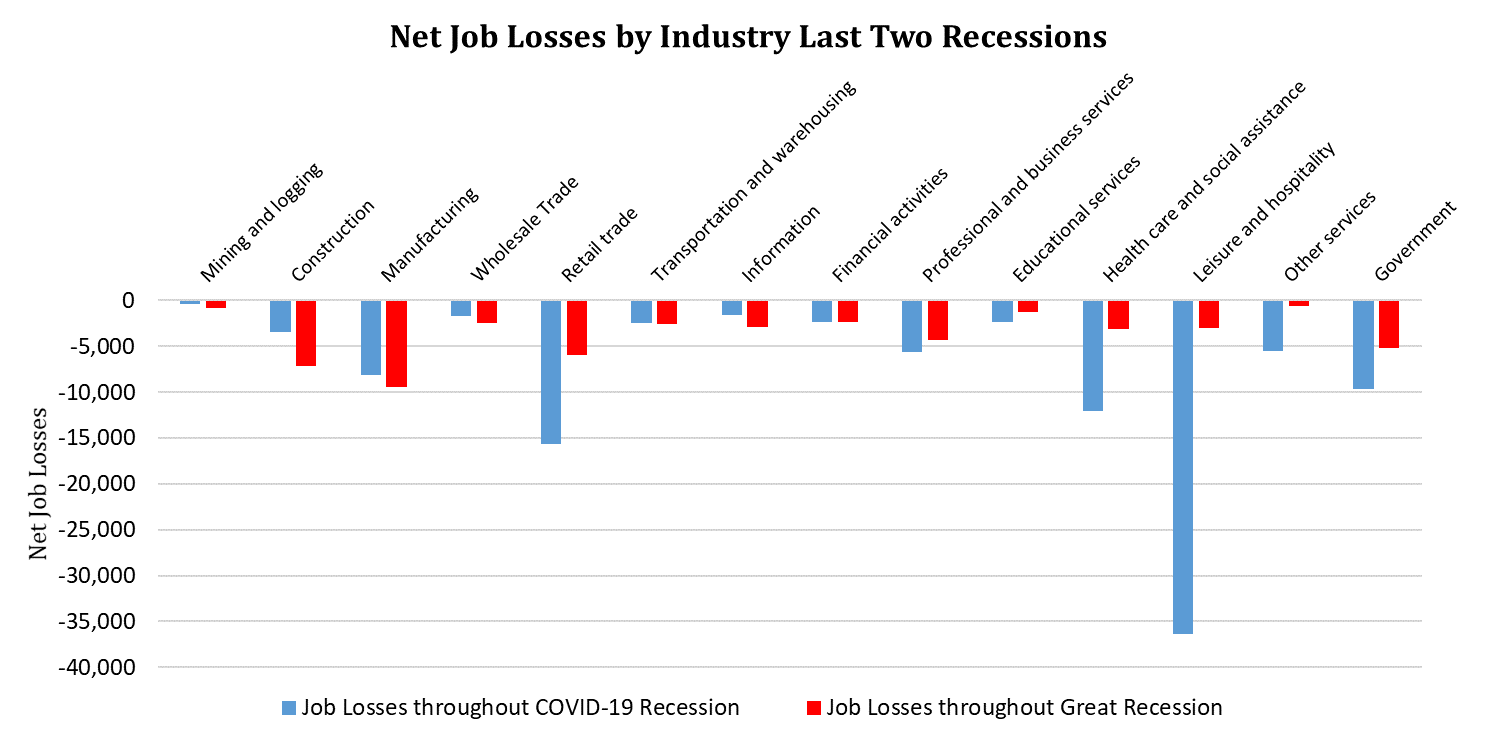 Net Job Losses by Industry Last Two Recessions
Mining and logging
Construction
Manufacturing
Wholesale Trade
Retail trade
Transportation and warehousing
Information
Financial activities
Professional and business services
Educational services
Health care and social assistance
Leisure and hospitality
Other services
Government
Net Job Losses
0
-5,000
-10,000
-15,000
-20,000
-25,000
-30,000
-35,000
-40,000
Job Losses throughout COVID-19 Recession
Job Losses throughout Great Recession